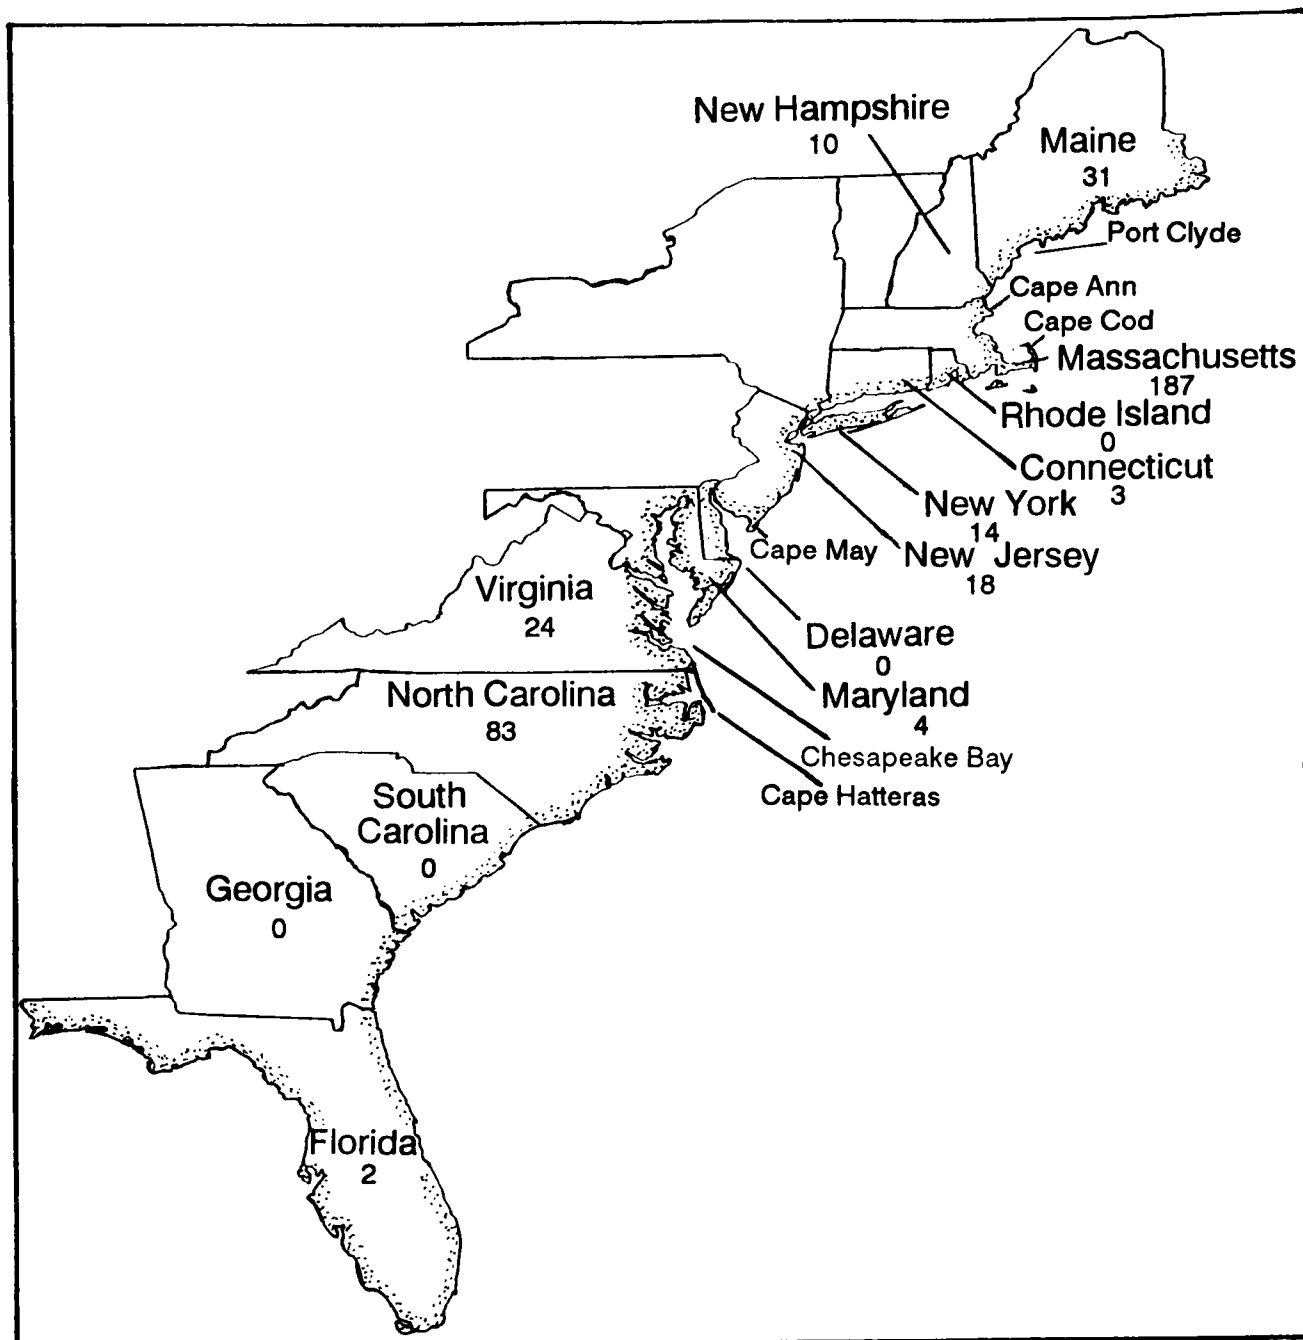 New Hampshire
10
Maine
31
Port Clyde
Cape Ann
Cape Cod
Massachusetts
187
Rhode Island
0
Connecticut
3
New York
14
Cape May
New Jersey
18
Virginia
24
Delaware
0
Maryland
4
North Carolina
83
Chesapeake Bay
Cape Hatteras
South
Carolina
0
Georgia
0
Florida
2